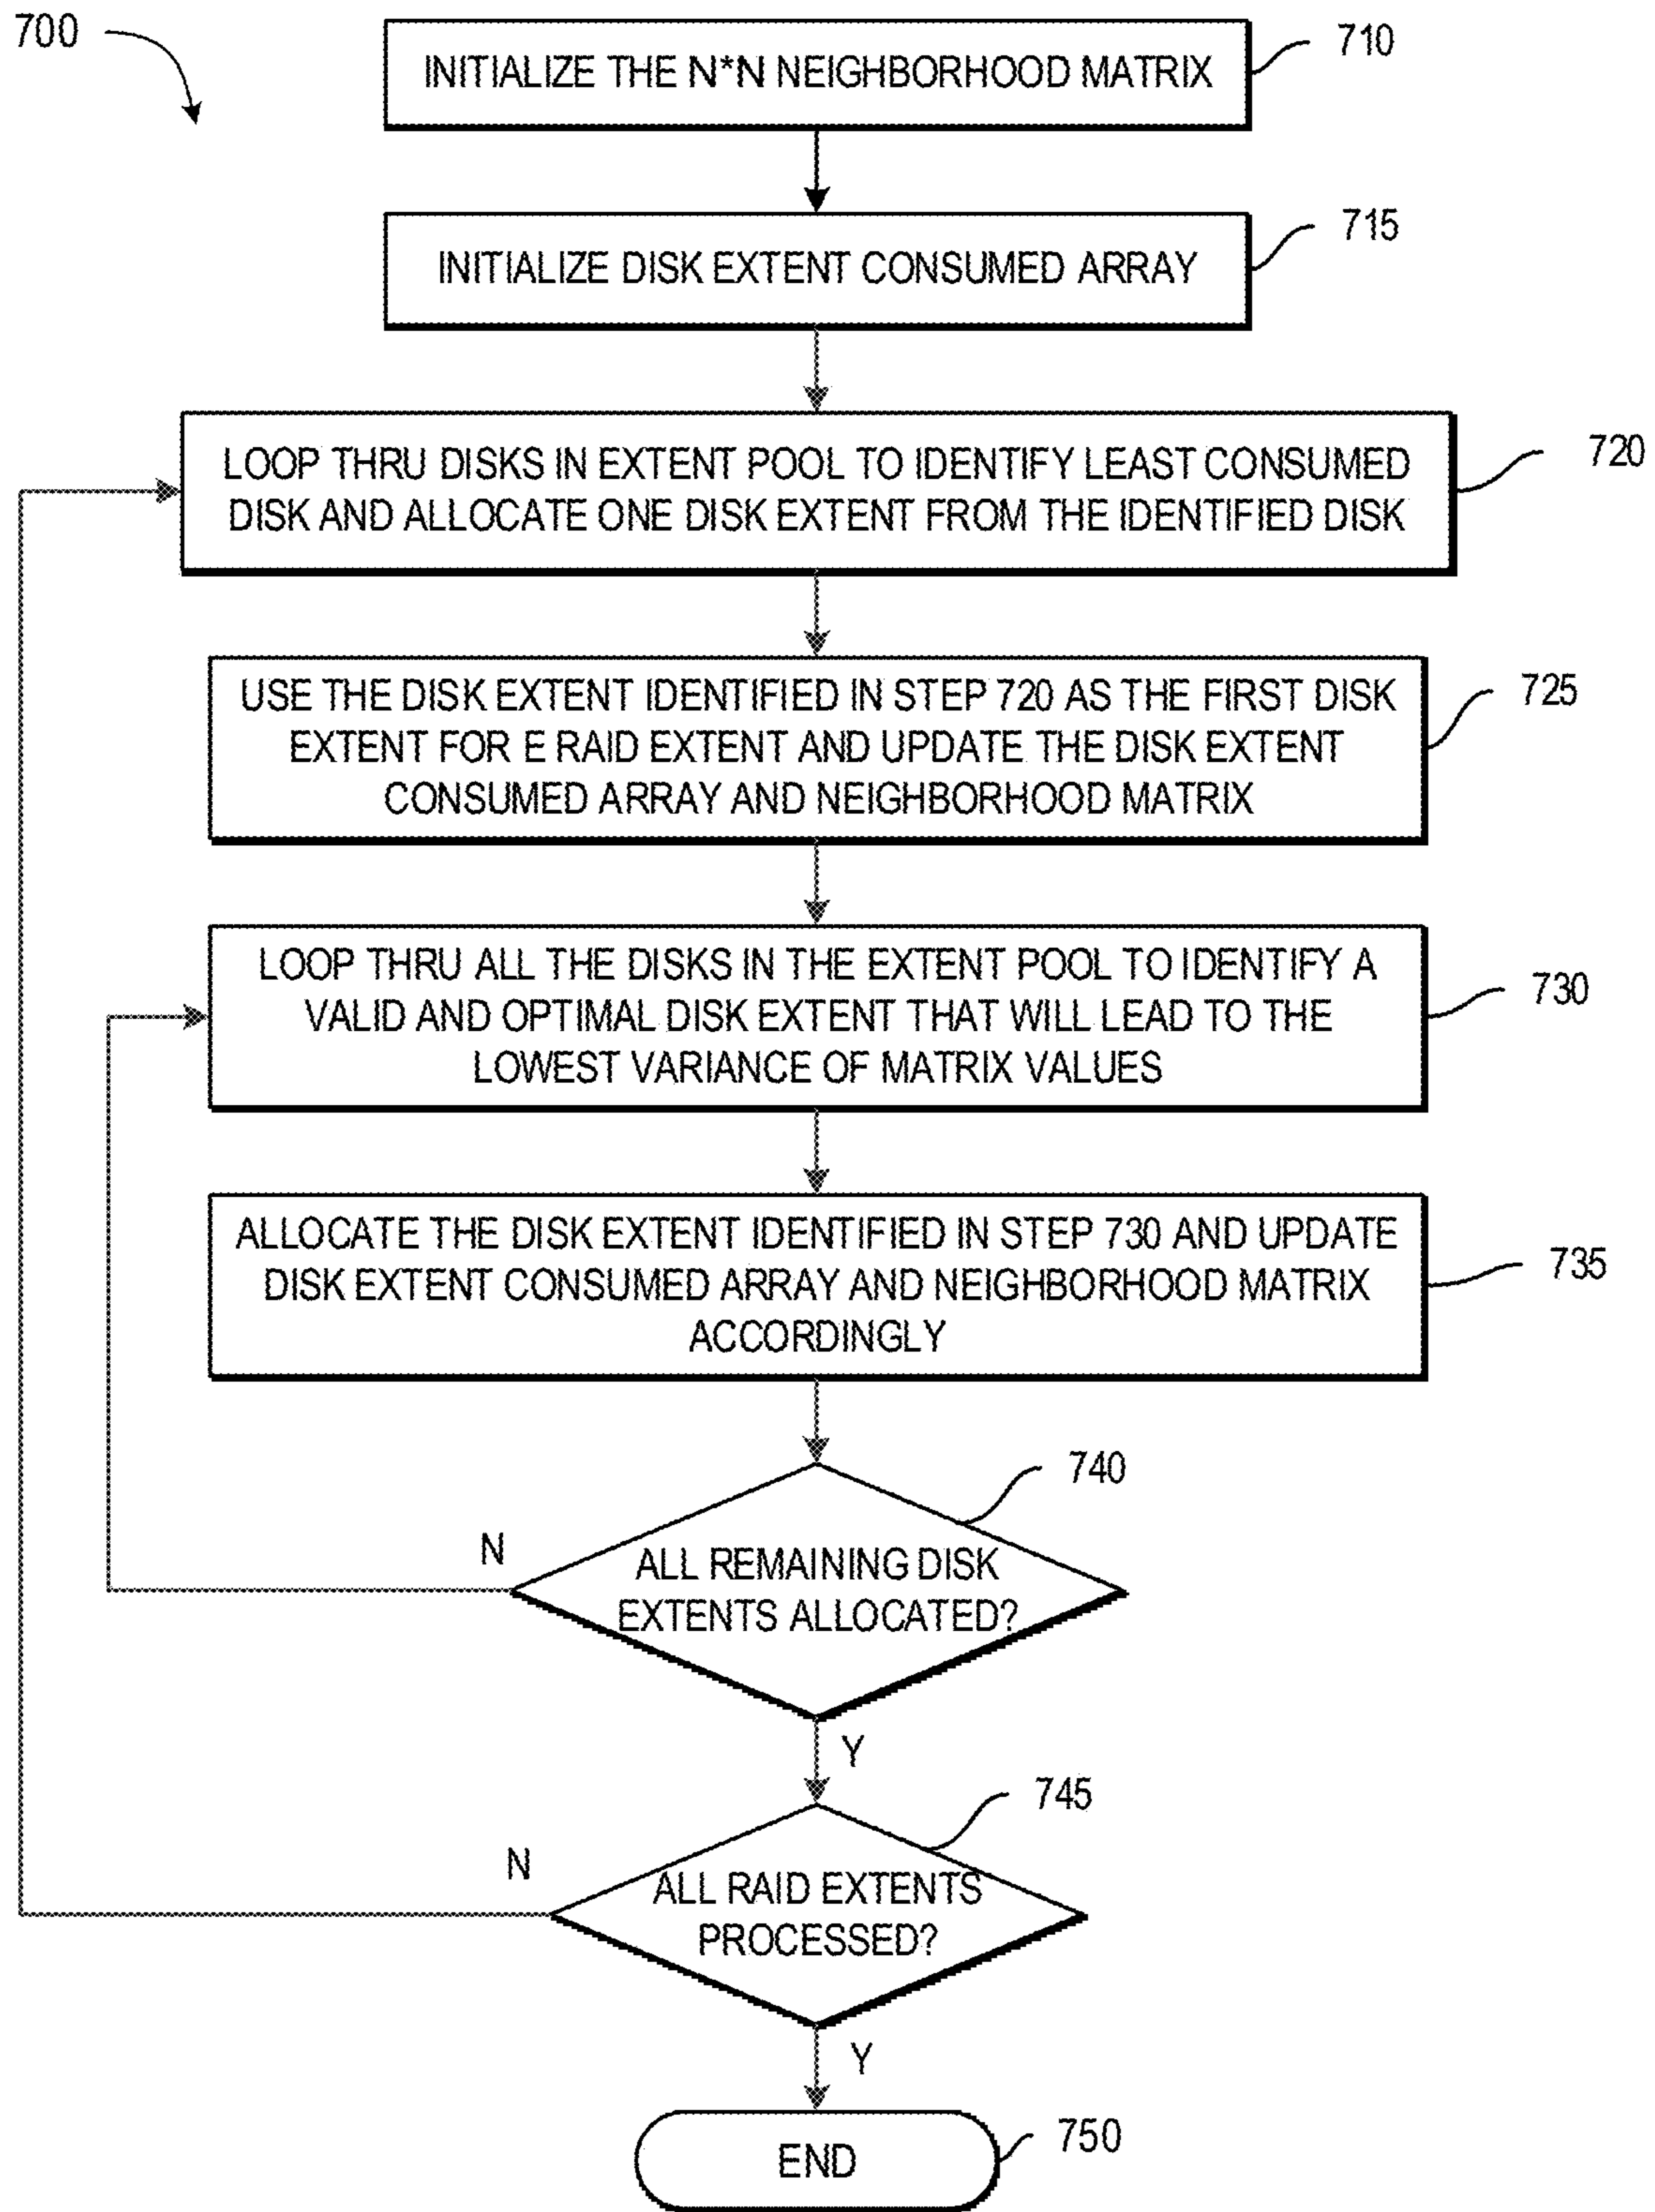 700
INITIALIZE THE N*N NEIGHBORHOOD MATRIX
710
INITIALIZE DISK EXTENT CONSUMED ARRAY
715
LOOP THRU DISKS IN EXTENT POOL TO IDENTIFY LEAST CONSUMED
DISK AND ALLOCATE ONE DISK EXTENT FROM THE IDENTIFIED DISK
720
USE THE DISK EXTENT IDENTIFIED IN STEP 720 AS THE FIRST DISK
EXTENT FOR E RAID EXTENT AND UPDATE THE DISK EXTENT
CONSUMED ARRAY AND NEIGHBORHOOD MATRIX
725
LOOP THRU ALL THE DISKS IN THE EXTENT POOL TO IDENTIFY A
VALID AND OPTIMAL DISK EXTENT THAT WILL LEAD TO THE
LOWEST VARIANCE OF MATRIX VALUES
730
ALLOCATE THE DISK EXTENT IDENTIFIED IN STEP 730 AND UPDATE
DISK EXTENT CONSUMED ARRAY AND NEIGHBORHOOD MATRIX
ACCORDINGLY
735
740
N
ALL REMAINING DISK
EXTENTS ALLOCATED?
Y
745
N
ALL RAID EXTENTS
PROCESSED?
Y
END
750